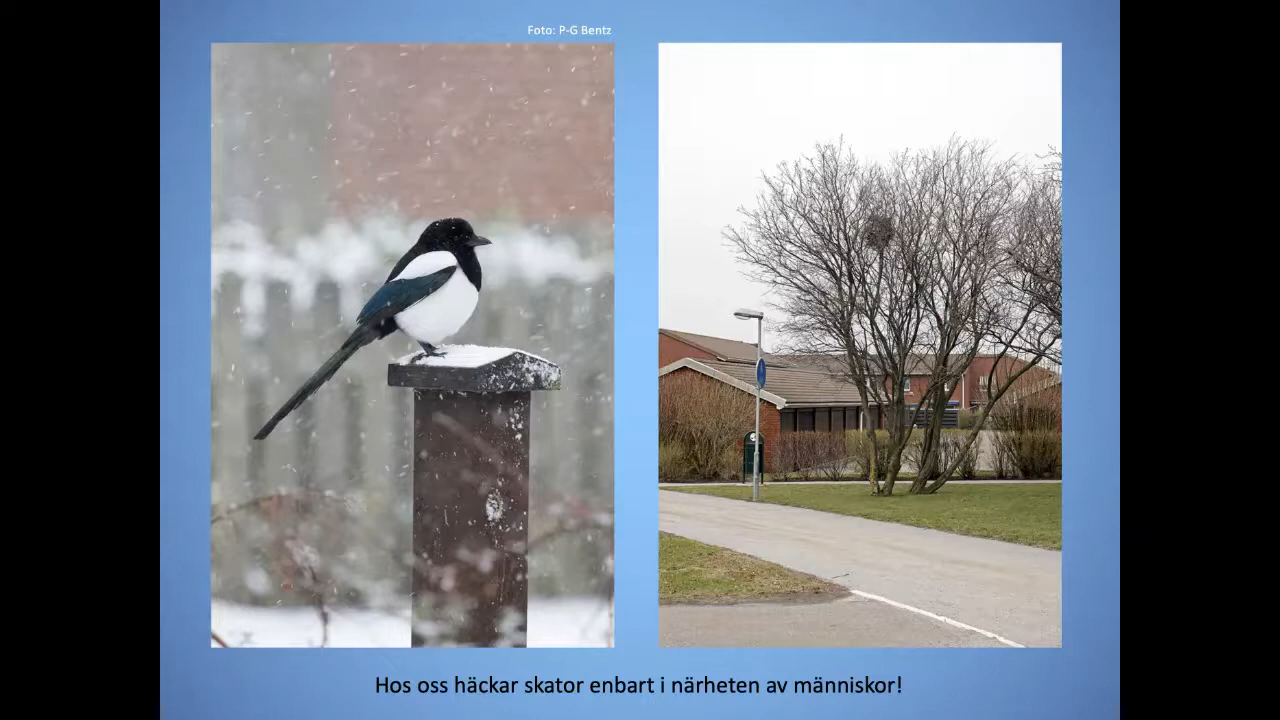 Foto: P-G Bentz
Hos oss häckar skator enbart i närheten av människor!